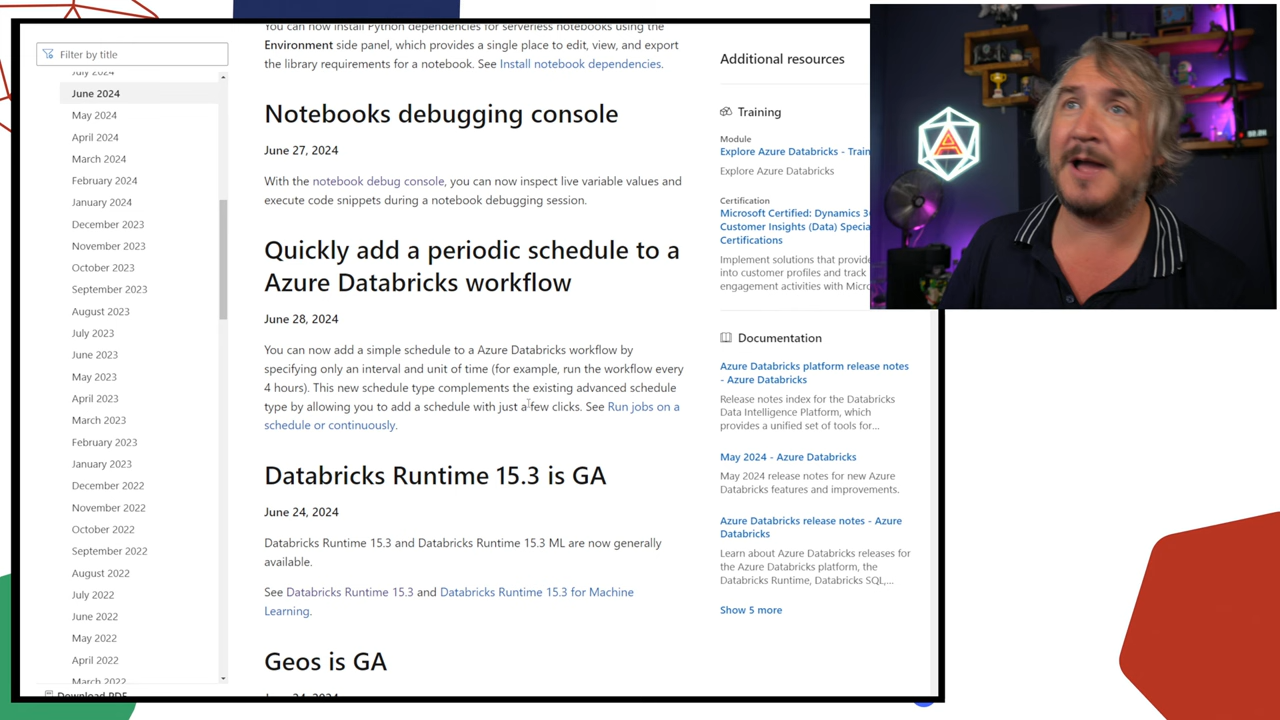 Filter by title
July 2024
June 2024
May 2024
April 2024
March 2024
February 2024
January 2024
December 2023
November 2023
October 2023
September 2023
August 2023
July 2023
June 2023
May 2023
April 2023
March 2023
February 2023
January 2023
December 2022
November 2022
October 2022
September 2022
August 2022
July 2022
June 2022
May 2022
April 2022
March 2022
Download PDF
You can now install Python dependencies for serverless notebooks using the
Environment side panel, which provides a single place to edit, view, and export
the library requirements for a notebook. See Install notebook dependencies.
Notebooks debugging console
June 27, 2024
With the notebook debug console, you can now inspect live variable values and
execute code snippets during a notebook debugging session.
Quickly add a periodic schedule to a
Azure Databricks workflow
June 28, 2024
You can now add a simple schedule to a Azure Databricks workflow by
specifying only an interval and unit of time (for example, run the workflow every
4 hours). This new schedule type complements the existing advanced schedule
type by allowing you to add a schedule with just a few clicks. See Run jobs on a
schedule or continuously.
Databricks Runtime 15.3 is GA
June 24, 2024
Databricks Runtime 15.3 and Databricks Runtime 15.3 ML are now generally
available.
See Databricks Runtime 15.3 and Databricks Runtime 15.3 for Machine
Learning.
Geos is GA
June 24, 2024
Additional resources
Training
Module
Explore Azure Databricks - Train
Explore Azure Databricks
Certification
Microsoft Certified: Dynamics 3
Customer Insights (Data) Specia
Certifications
Implement solutions that provide
into customer profiles and track
engagement activities with Micr
Documentation
Azure Databricks platform release notes
- Azure Databricks
Release notes index for the Databricks
Data Intelligence Platform, which
provides a unified set of tools for...
May 2024 - Azure Databricks
May 2024 release notes for new Azure
Databricks features and improvements.
Azure Databricks release notes - Azure
Databricks
Learn about Azure Databricks releases for
the Azure Databricks platform, the
Databricks Runtime, Databricks SQL,...
Show 5 more